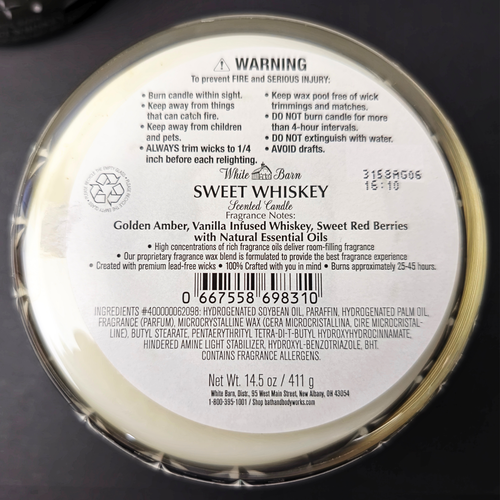 WARNING
To prevent FIRE and SERIOUS INJURY:
• Burn candle within sight.
• Keep away from things
that can catch fire.
• Keep away from children
and pets.
• ALWAYS trim wicks to 1/4
inch before each relighting.
• Keep wax pool free of wick
trimmings and matches.
• DO NOT burn candle for more
than 4-hour intervals.
• DO NOT extinguish with water.
• AVOID drafts.
White Barn
3153AG06
16:10
SWEET WHISKEY
Scented Candle
Fragrance Notes:
Golden Amber, Vanilla Infused Whiskey, Sweet Red Berries
with Natural Essential Oils
• High concentrations of rich fragrance oils deliver room-filling fragrance
• Our proprietary fragrance wax blend is formulated to provide the best fragrance experience
• Created with premium lead-free wicks • 100% Crafted with you in mind • Burns approximately 25-45 hours.
0 667558 698310
INGREDIENTS #400000062098: HYDROGENATED SOYBEAN OIL, PARAFFIN, HYDROGENATED PALM OIL,
FRAGRANCE (PARFUM), MICROCRYSTALLINE WAX (CERA MICROCRISTALLINA, CIRE MICROCRISTAL-
LINE), BUTYL STEARATE, PENTAERYTHRITYL TETRA-DI-T-BUTYL HYDROXYHYDROCINNAMATE,
HINDERED AMINE LIGHT STABILIZER, HYDROXYL-BENZOTRIAZOLE, BHT.
CONTAINS FRAGRANCE ALLERGENS.
Net Wt. 14.5 oz / 411 g
White Barn, Distr., 95 West Main Street, New Albany, OH 43054
1-800-395-1001 / Shop bathandbodyworks.com